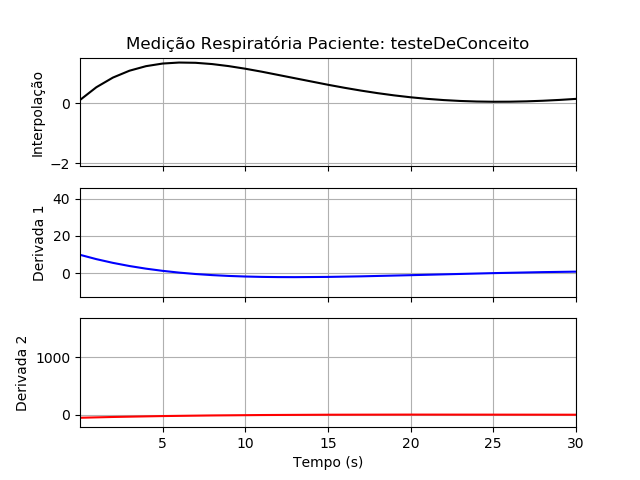 Medição Respiratória Paciente: testeDeConceito
Interpolação
0
−2
Derivada 1
40
20
0
Derivada 2
1000
0
5 10 15 20 25 30
Tempo (s)